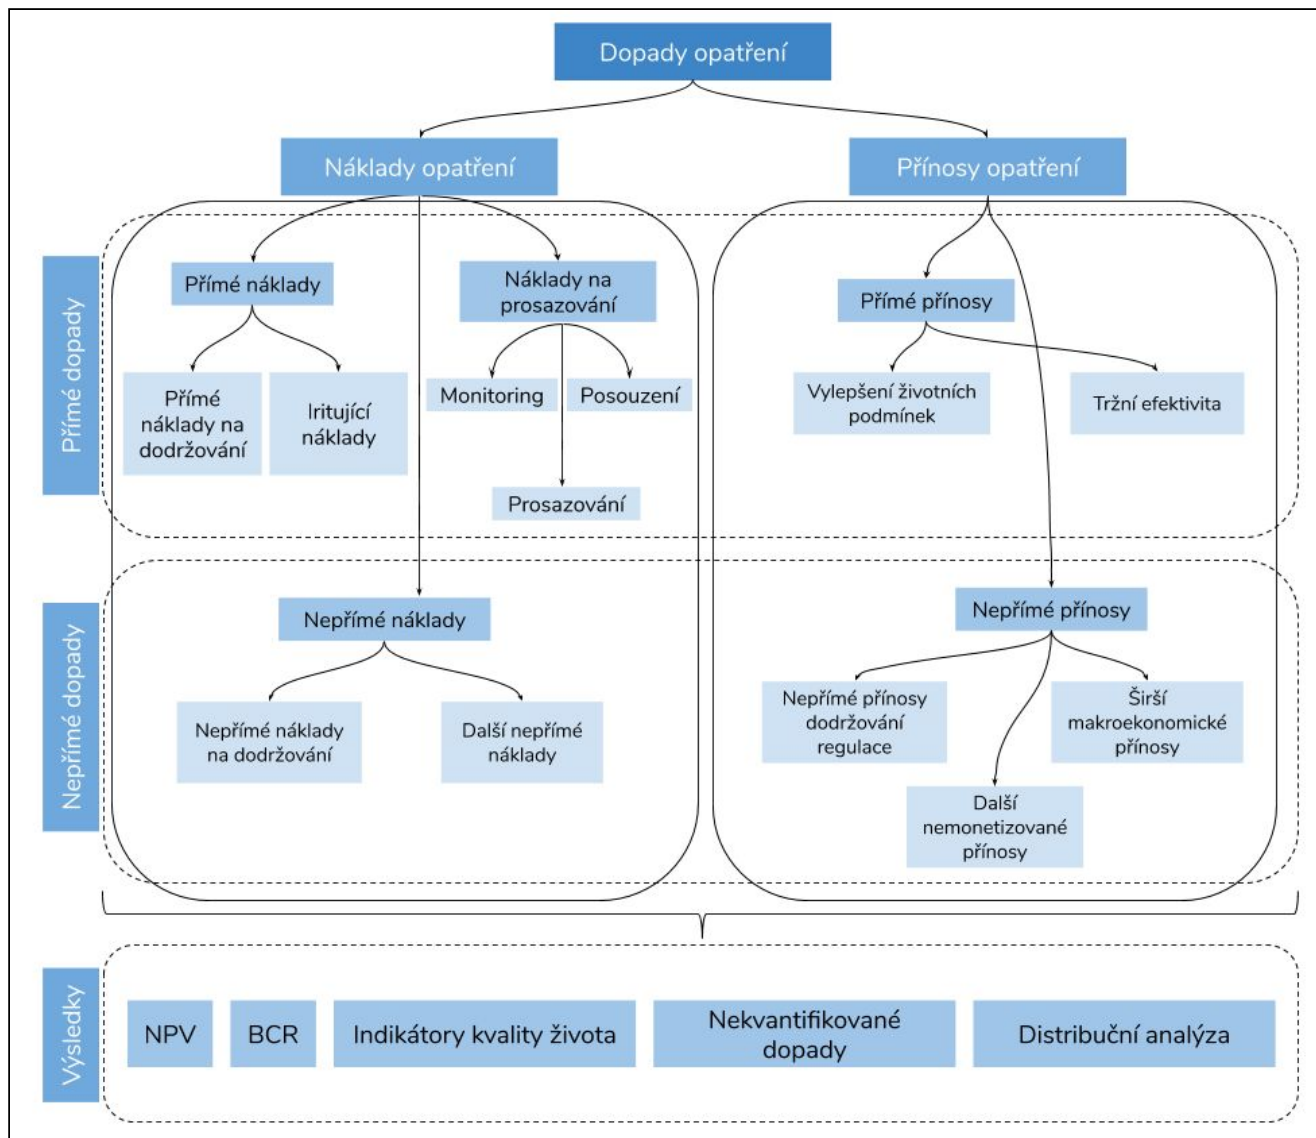 Dopady opatření
Náklady opatření
Přínosy opatření
Přímé dopady
Přímé náklady
Náklady na
prosazování
Přímé přínosy
Přímé
náklady na
dodržování
Iritující
náklady
Monitoring
Posouzení
Prosazování
Vylepšení životních
podmínek
Tržní efektivita
Nepřímé dopady
Nepřímé náklady
Nepřímé přínosy
Nepřímé náklady
na dodržování
Další nepřímé
náklady
Nepřímé přínosy
dodržování
regulace
Širší
makroekonomické
přínosy
Další
nemonetizované
přínosy
Výsledky
NPV
BCR
Indikátory kvality života
Nekvantifikované
dopady
Distribuční analýza